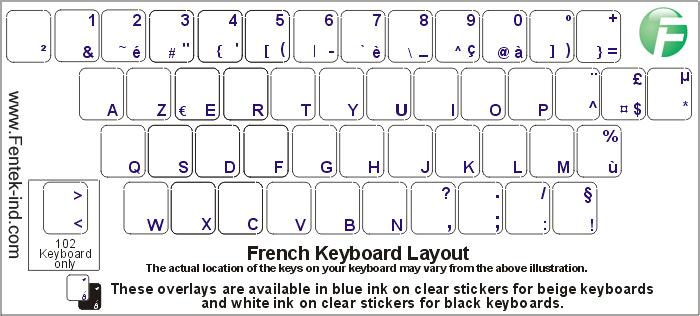 1 2 3 4 5 6 7 8 9 0 º +
² & ~ é # " { ' [ ( | - ` è \ _ ^ ç @ à ] ) } =
¨ £ µ
A Z € E R T Y U I O P ^ ¤ $ *
%
Q S D F G H J K L M ù
> ? . / §
< W X C V B N , ; : !
102
Keyboard
only
www.Fentek-ind.com
F
French Keyboard Layout
The actual location of the keys on your keyboard may vary from the above illustration.
These overlays are available in blue ink on clear stickers for beige keyboards
and white ink on clear stickers for black keyboards.